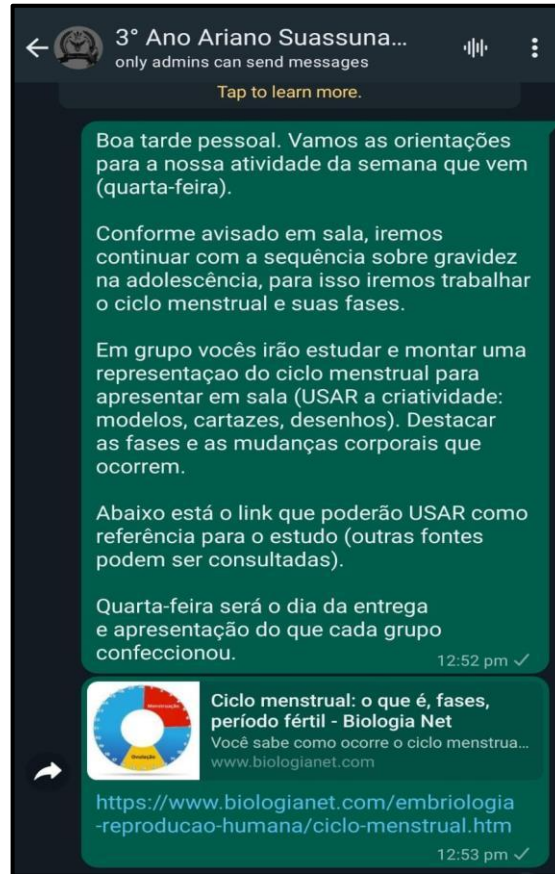 3° Ano Ariano Suassuna...
only admins can send messages
Tap to learn more.
Boa tarde pessoal. Vamos as orientações
para a nossa atividade da semana que vem
(quarta-feira).
Conforme avisado em sala, iremos
continuar com a sequência sobre gravidez
na adolescência, para isso iremos trabalhar
o ciclo menstrual e suas fases.
Em grupo vocês irão estudar e montar uma
representaçao do ciclo menstrual para
apresentar em sala (USAR a criatividade:
modelos, cartazes, desenhos). Destacar
as fases e as mudanças corporais que
ocorrem.
Abaixo está o link que poderão USAR como
referência para o estudo (outras fontes
podem ser consultadas).
Quarta-feira será o dia da entrega
e apresentação do que cada grupo
confeccionou.
12:52 pm
Menstruação
Ovulação
Ciclo menstrual: o que é, fases,
período fértil - Biologia Net
Você sabe como ocorre o ciclo menstrua...
www.biologianet.com
https://www.biologianet.com/embriologia
-reproducao-humana/ciclo-menstrual.htm
12:53 pm